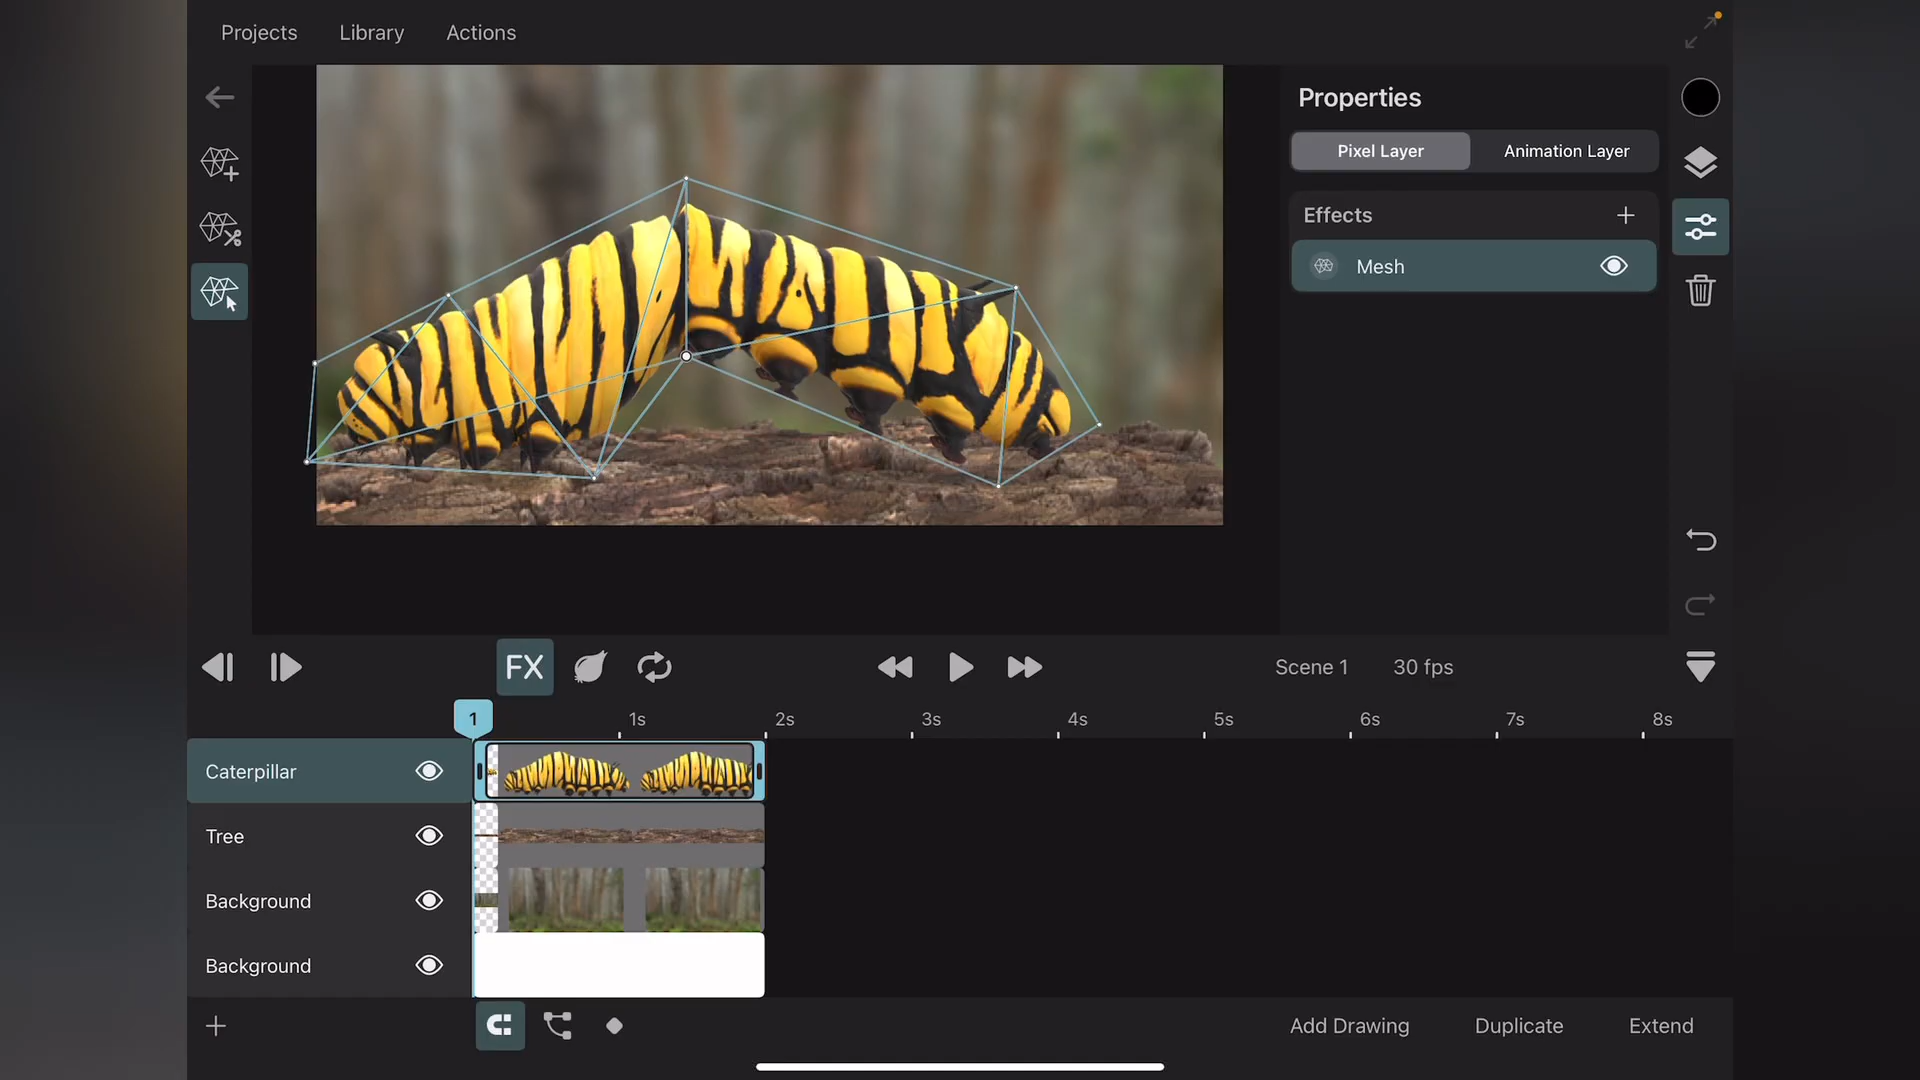 Projects
Library
Actions
Properties
Pixel Layer
Animation Layer
Effects
Mesh
FX
Scene 1
30 fps
1
1s
2s
3s
4s
5s
6s
7s
8s
Caterpillar
Tree
Background
Background
Add Drawing
Duplicate
Extend